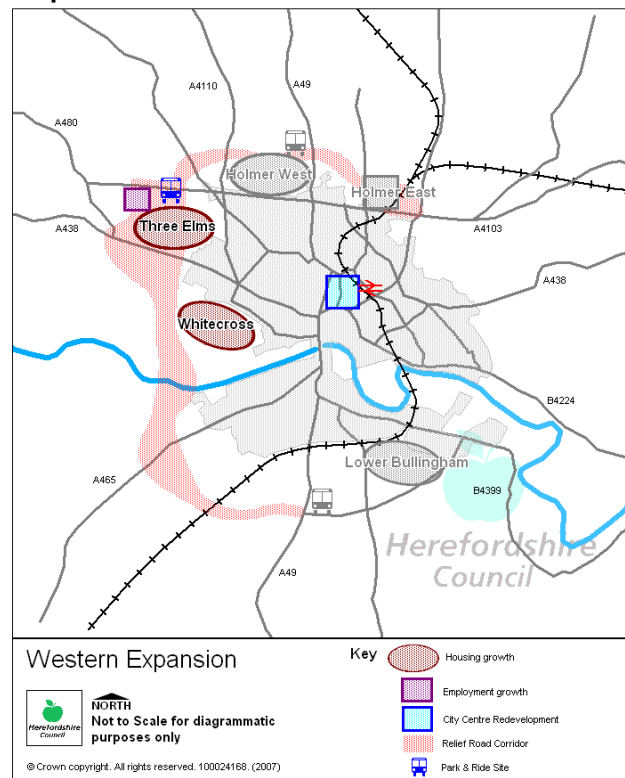 A4110
A49
A480
Holmer West
Holmer East
Three Elms
A438
A4103
A438
Whitecross
B4224
Lower Bullingham
A465
B4399
Herefordshire
Council
A49
Western Expansion
Key
Housing growth
Employment growth
City Centre Redevelopment
Relief Road Corridor
Park & Ride Site
Herefordshire
Council
NORTH
Not to Scale for diagrammatic
purposes only
© Crown copyright. All rights reserved. 100024168. (2007)